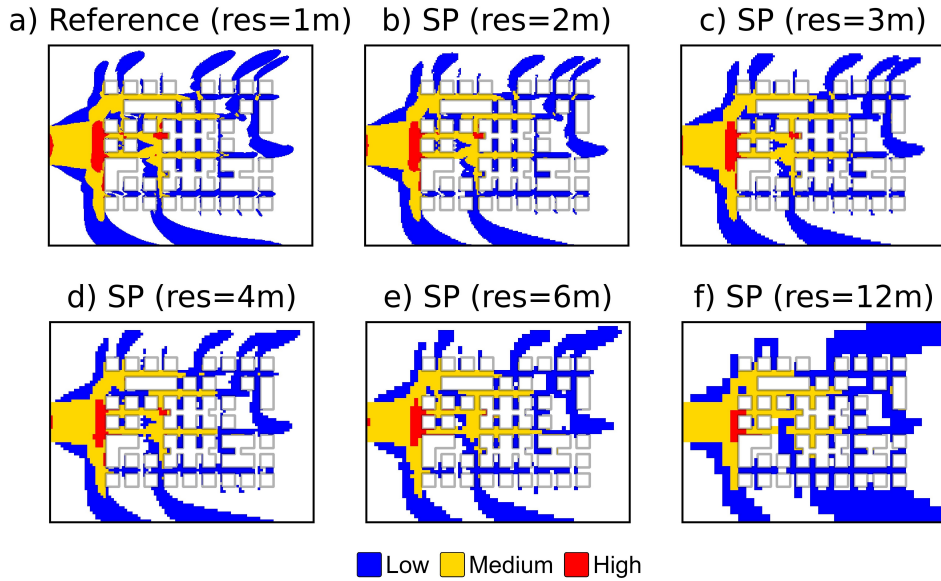 a) Reference (res=1m)
b) SP (res=2m)
c) SP (res=3m)
d) SP (res=4m)
e) SP (res=6m)
f) SP (res=12m)
Low
Medium
High